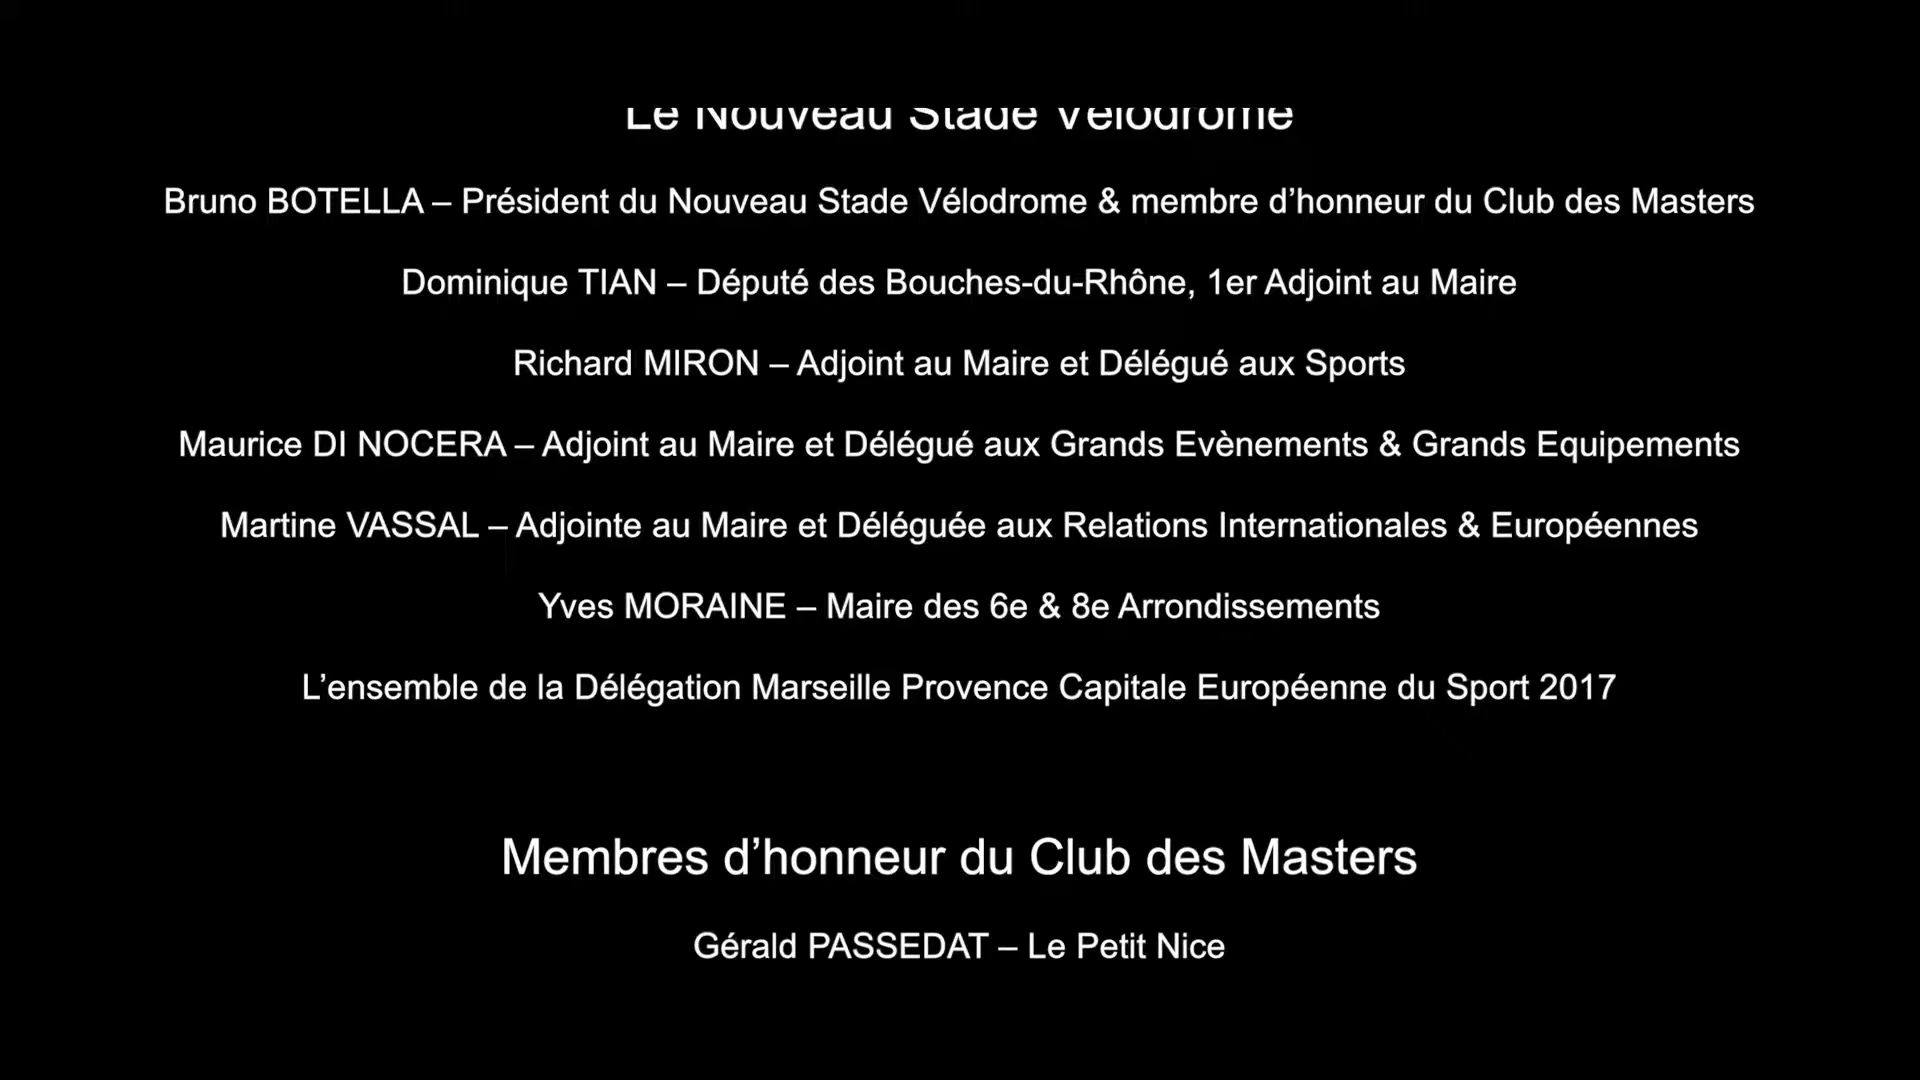 Le Nouveau Stade Vélodrome
Bruno BOTELLA – Président du Nouveau Stade Vélodrome & membre d’honneur du Club des Masters
Dominique TIAN – Député des Bouches-du-Rhône, 1er Adjoint au Maire
Richard MIRON – Adjoint au Maire et Délégué aux Sports
Maurice DI NOCERA – Adjoint au Maire et Délégué aux Grands Evènements & Grands Equipements
Martine VASSAL – Adjointe au Maire et Déléguée aux Relations Internationales & Européennes
Yves MORAINE – Maire des 6e & 8e Arrondissements
L’ensemble de la Délégation Marseille Provence Capitale Européenne du Sport 2017
Membres d’honneur du Club des Masters
Gérald PASSEDAT – Le Petit Nice